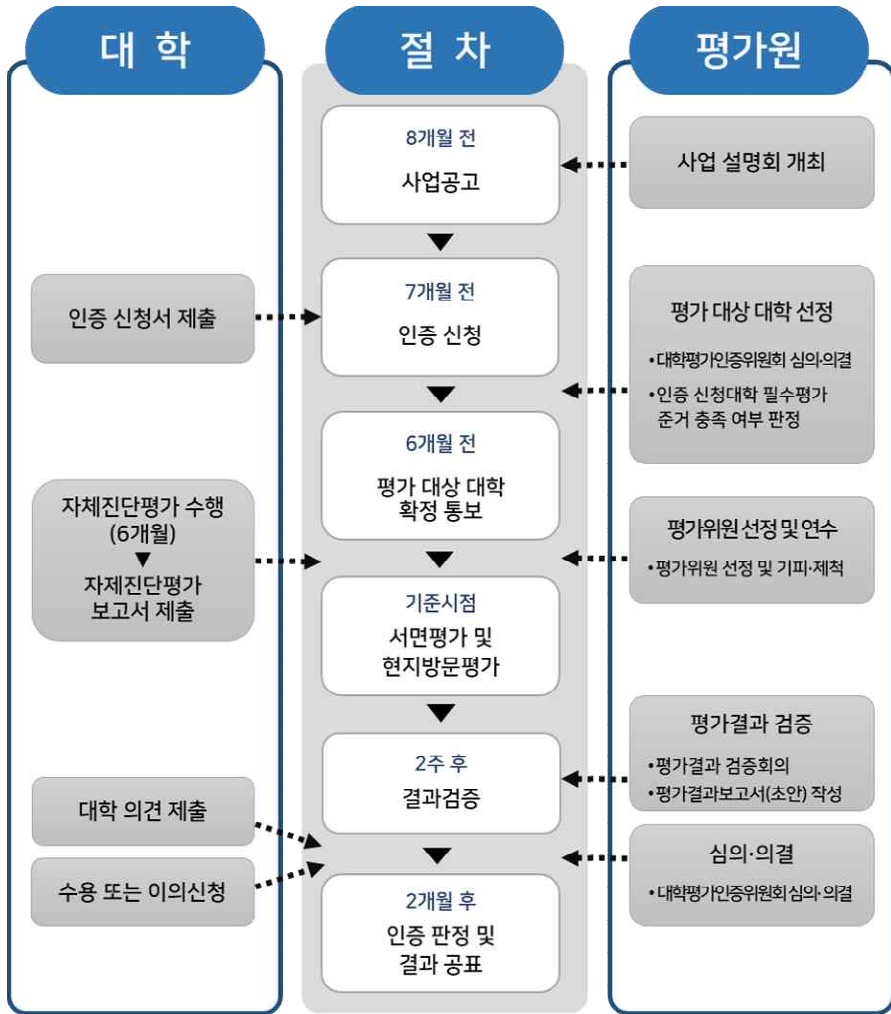 대 학
절 차
평가원
8개월 전
사업공고
사업 설명회 개최
인증 신청서 제출
7개월 전
인증 신청
평가 대상 대학 선정
•대학평가인증위원회 심의·의결
•인증 신청대학 필수평가
준거 충족 여부 판정
6개월 전
평가 대상 대학
확정 통보
자체진단평가 수행
(6개월)
자제진단평가
보고서 제출
평가위원 선정 및 연수
•평가위원 선정 및 기피·제척
기준시점
서면평가 및
현지방문평가
2주 후
결과검증
평가결과 검증
•평가결과 검증회의
•평가결과보고서(초안) 작성
대학 의견 제출
수용 또는 이의신청
심의·의결
•대학평가인증위원회 심의·의결
2개월 후
인증 판정 및
결과 공표